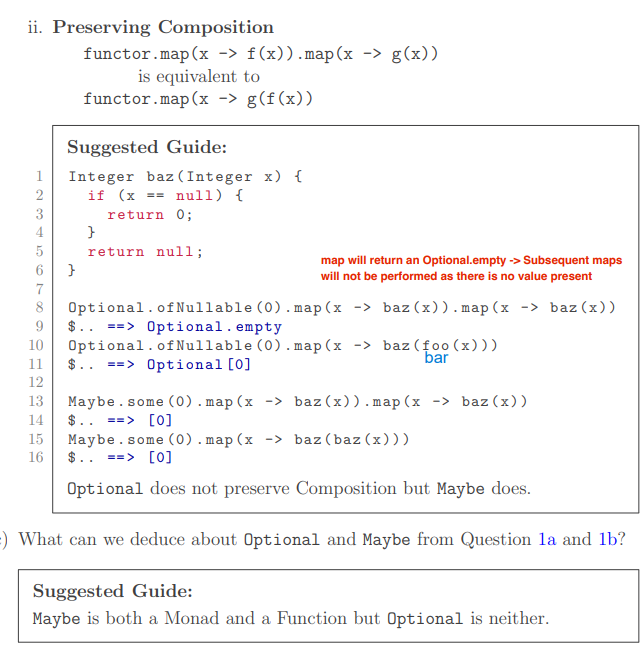 ii. Preserving Composition
functor.map(x -> f(x)).map(x -> g(x))
is equivalent to
functor.map(x -> g(f(x))
Suggested Guide:
1 Integer baz(Integer x) {
2 if (x == null) {
3 return 0;
4 }
5 return null;
map will return an Optional.empty -> Subsequent maps
6 }
will not be performed as there is no value present
7
8 Optional.ofNullable(0).map(x -> baz(x)).map(x -> baz(x))
9 $.. ==> Optional.empty
10 Optional.ofNullable(0).map(x -> baz(foo(x)))
bar
11 $.. ==> Optional[0]
12
13 Maybe.some(0).map(x -> baz(x)).map(x -> baz(x))
14 $.. ==> [0]
15 Maybe.some(0).map(x -> baz(baz(x)))
16 $.. ==> [0]
Optional does not preserve Composition but Maybe does.
) What can we deduce about Optional and Maybe from Question 1a and 1b?
Suggested Guide:
Maybe is both a Monad and a Function but Optional is neither.